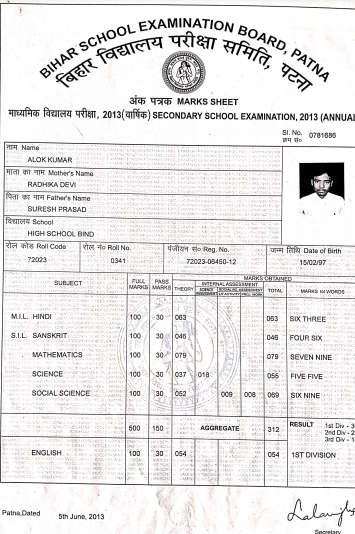 BIHAR SCHOOL EXAMINATION BOARD, PATNA
बिहार विद्यालय परीक्षा समिति, पटना
अंक पत्रक MARKS SHEET
माध्यमिक विद्यालय परीक्षा, 2013(वार्षिक) SECONDARY SCHOOL EXAMINATION, 2013 (ANNUAL
Sl. No. 0781686
क्रम सं०
नाम Name
ALOK KUMAR
माता का नाम Mother's Name
RADHIKA DEVI
पिता का नाम Father's Name
SURESH PRASAD
विद्यालय School
HIGH SCHOOL BIND
रोल कोड Roll Code रोल नं० Roll No. पंजीयन सं० Reg. No. जन्म तिथि Date of Birth
72023 0341 72023-06450-12 15/02/97
SUBJECT FULL MARKS PASS MARKS MARKS OBTAINED
THEORY INTERNAL ASSESSMENT TOTAL MARKS IN WORDS
M.I.L. HINDI 100 30 063 063 SIX THREE
S.I.L. SANSKRIT 100 30 046 046 FOUR SIX
MATHEMATICS 100 30 079 079 SEVEN NINE
SCIENCE 100 30 037 018 055 FIVE FIVE
SOCIAL SCIENCE 100 30 052 009 008 069 SIX NINE
500 150 AGGREGATE 312 RESULT 1st Div - 3
2nd Div - 2
3rd Div - 1
ENGLISH 100 30 054 054 1ST DIVISION
Patna,Dated 5th June, 2013
Secretary